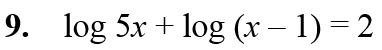 9. log 5x + log (x – 1) = 2